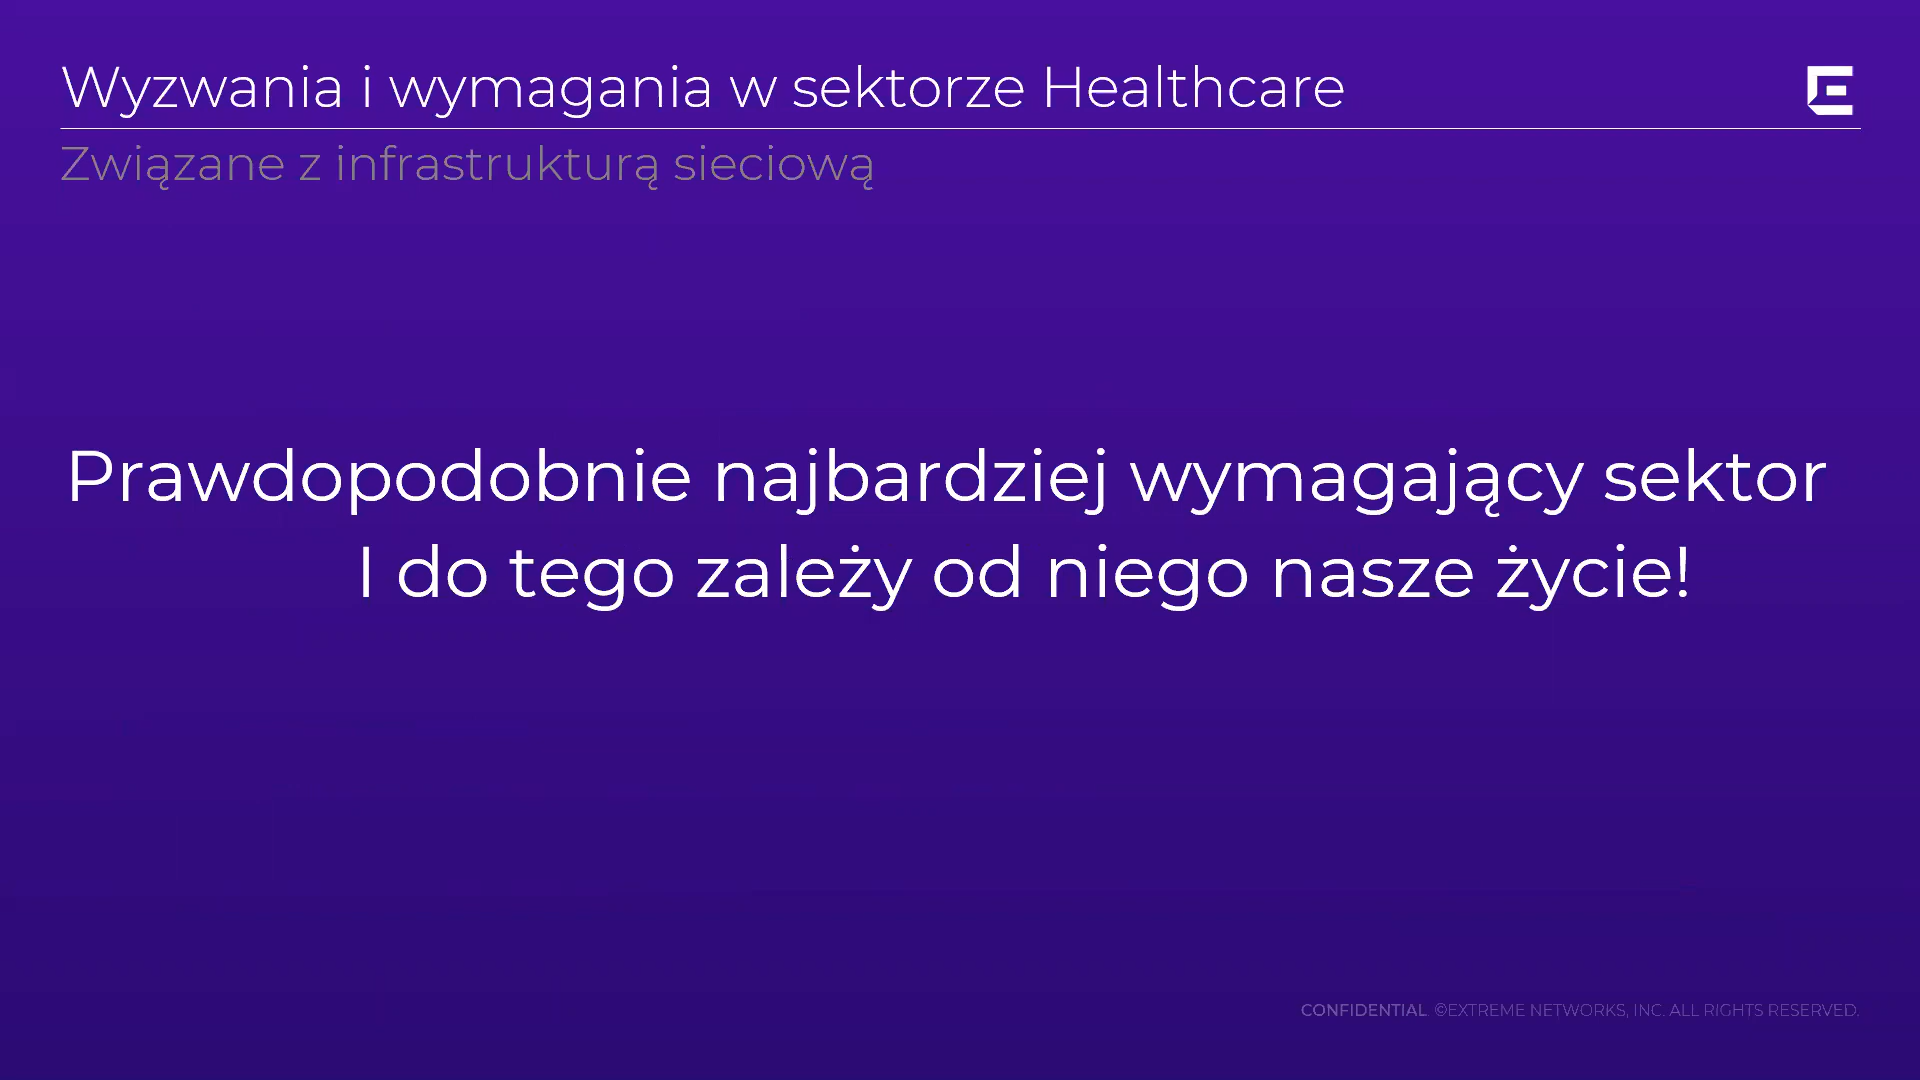 Wyzwania i wymagania w sektorze Healthcare
Związane z infrastrukturą sieciową
Prawdopodobnie najbardziej wymagający sektor
I do tego zależy od niego nasze życie!
CONFIDENTIAL. ©EXTREME NETWORKS, INC. ALL RIGHTS RESERVED.